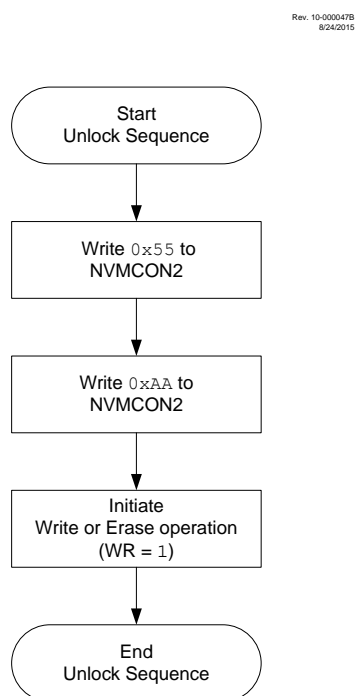 Rev. 10-000047B
8/24/2015
Start
Unlock Sequence
Write 0x55 to
NVMCON2
Write 0xAA to
NVMCON2
Initiate
Write or Erase operation
(WR = 1)
End
Unlock Sequence